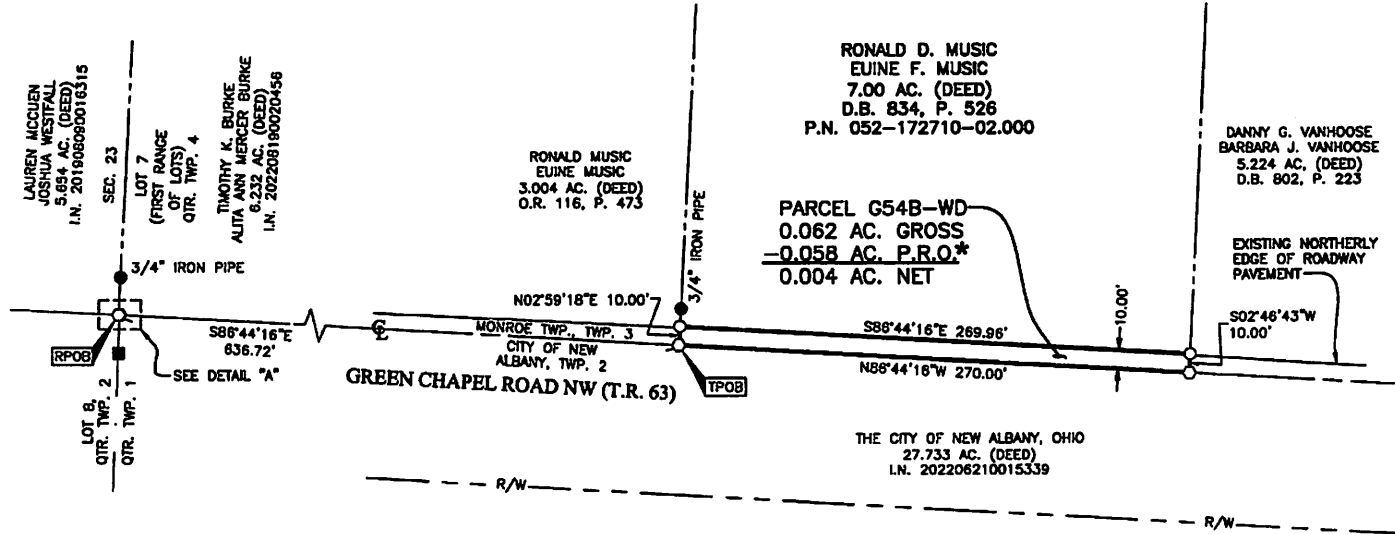 LAUREN MCCUEN
JOSHUA WESTFALL
5.654 AC. (DEED)
I.N. 201908090016315
SEC. 23
LOT 7
(FIRST RANGE
OF LOTS)
QTR. TWP. 4
TIMOTHY K. BURKE
ALITA ANN MERCER BURKE
6.232 AC. (DEED)
I.N. 202208190020456
3/4" IRON PIPE
RPOB
S86°44'16"E
636.72'
SEE DETAIL "A"
LOT 8,
QTR. TWP. 2
QTR. TWP. 1
RONALD MUSIC
EUINE MUSIC
3.004 AC. (DEED)
O.R. 116, P. 473
3/4" IRON PIPE
N02°59'18"E 10.00'
℄
MONROE TWP., TWP. 3
CITY OF NEW
ALBANY, TWP. 2
GREEN CHAPEL ROAD NW (T.R. 63)
TPOB
RONALD D. MUSIC
EUINE F. MUSIC
7.00 AC. (DEED)
D.B. 834, P. 526
P.N. 052-172710-02.000
PARCEL G54B-WD
0.062 AC. GROSS
-0.058 AC. P.R.O.*
0.004 AC. NET
S86°44'16"E 269.96'
N86°44'16"W 270.00'
10.00'
DANNY G. VANHOOSE
BARBARA J. VANHOOSE
5.224 AC, (DEED)
D.B. 802, P. 223
EXISTING NORTHERLY
EDGE OF ROADWAY
PAVEMENT
S02°46'43"W
10.00'
THE CITY OF NEW ALBANY, OHIO
27.733 AC. (DEED)
I.N. 202206210015339
R/W
R/W